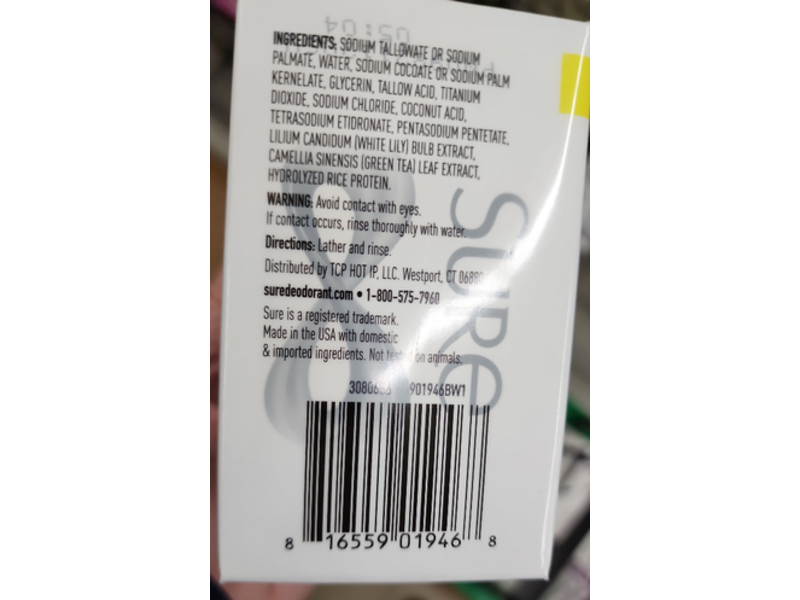 05:04
INGREDIENTS: SODIUM TALLOWATE OR SODIUM
PALMATE, WATER, SODIUM COCOATE OR SODIUM PALM
KERNELATE, GLYCERIN, TALLOW ACID, TITANIUM
DIOXIDE, SODIUM CHLORIDE, COCONUT ACID,
TETRASODIUM ETIDRONATE, PENTASODIUM PENTETATE,
LILIUM CANDIDUM (WHITE LILY) BULB EXTRACT,
CAMELLIA SINENSIS (GREEN TEA) LEAF EXTRACT,
HYDROLYZED RICE PROTEIN.
WARNING: Avoid contact with eyes.
If contact occurs, rinse thoroughly with water.
Directions: Lather and rinse.
Distributed by TCP HOT IP, LLC. Westport, CT
suredeodorant.com • 1-800-575-7960
Sure is a registered trademark.
Made in the USA with domestic
& imported ingredients. Not tested on animals.
901946BW1
8 16559 01946 8
Sure